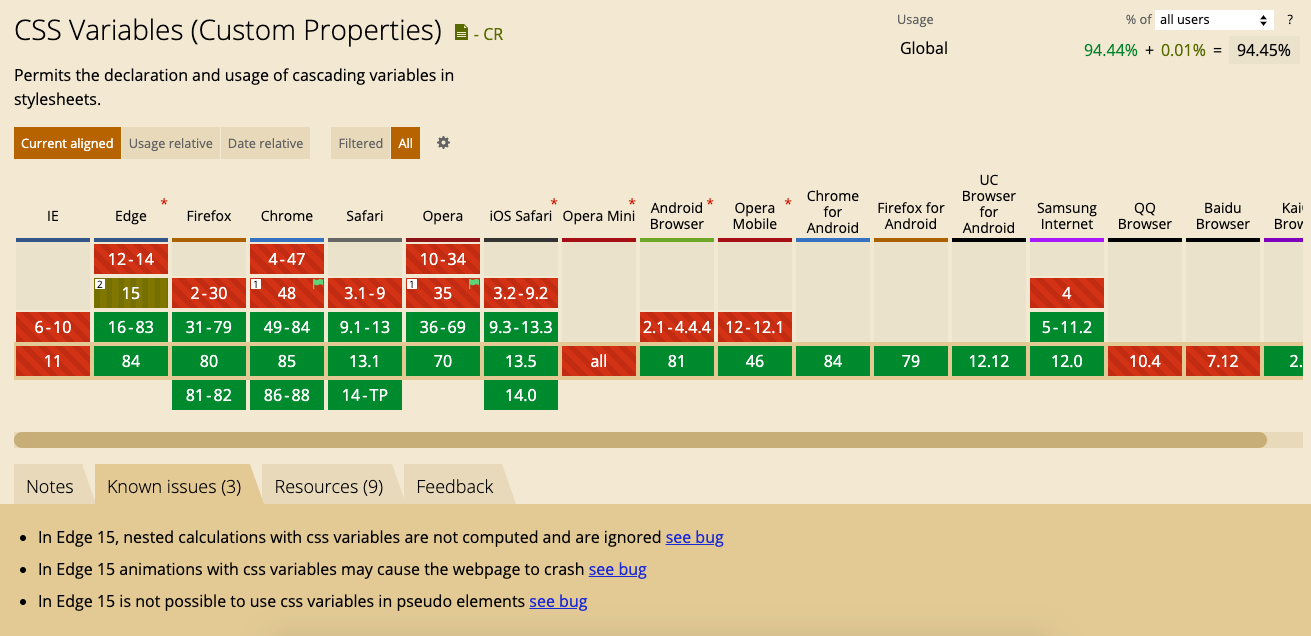 CSS Variables (Custom Properties) - CR
Usage % of all users ?
Global 94.44% + 0.01% = 94.45%
Permits the declaration and usage of cascading variables in
stylesheets.
Current aligned Usage relative Date relative Filtered All
IE Edge * Firefox Chrome Safari Opera iOS Safari * Opera Mini * Android Browser * Opera Mobile * Chrome for Android Firefox for Android UC Browser for Android Samsung Internet QQ Browser Baidu Browser
12-14 4-47 10-34
2 15 2-30 1 48 3.1-9 1 35 3.2-9.2 4
6-10 16-83 31-79 49-84 9.1-13 36-69 9.3-13.3 2.1-4.4.4 12-12.1 5-11.2
11 84 80 85 13.1 70 13.5 all 81 46 84 79 12.12 12.0 10.4 7.12 2.
81-82 86-88 14-TP 14.0
Notes Known issues (3) Resources (9) Feedback
• In Edge 15, nested calculations with css variables are not computed and are ignored see bug
• In Edge 15 animations with css variables may cause the webpage to crash see bug
• In Edge 15 is not possible to use css variables in pseudo elements see bug